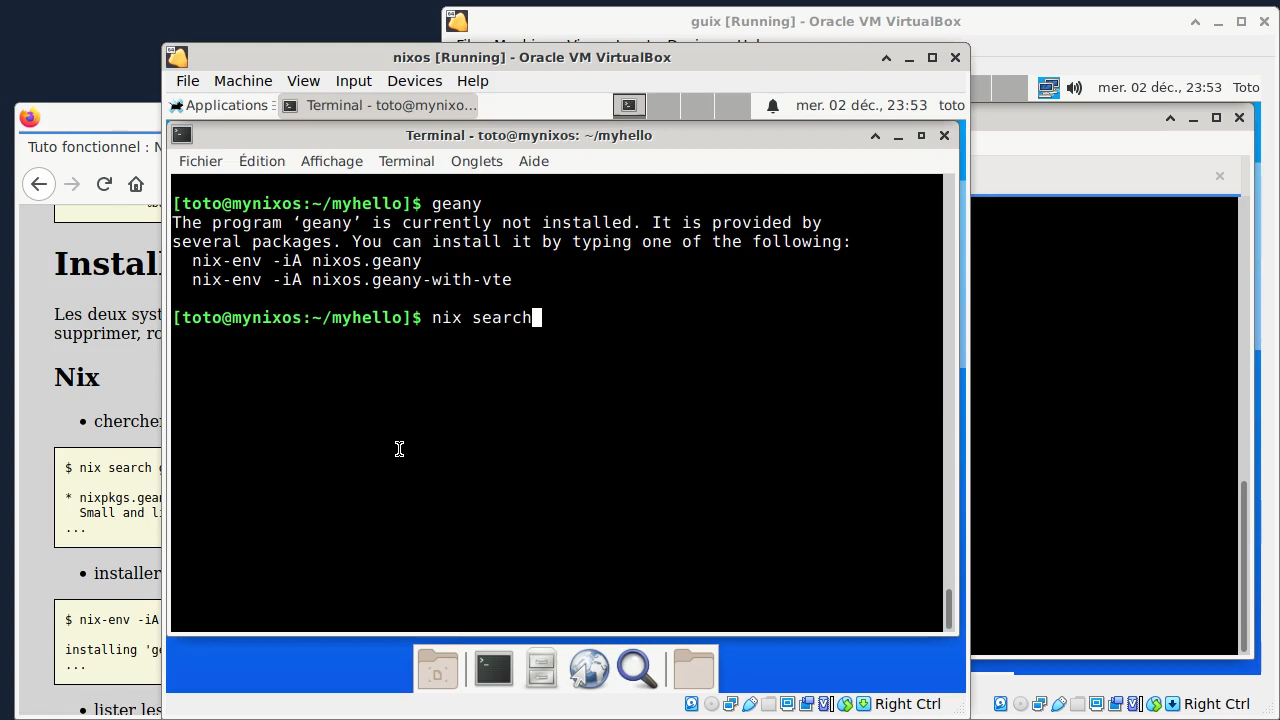 guix [Running] - Oracle VM VirtualBox
nixos [Running] - Oracle VM VirtualBox
File Machine View Input Devices Help
Applications Terminal - toto@mynixo... mer. 02 déc., 23:53 toto
mer. 02 déc., 23:53 Toto
Terminal - toto@mynixos: ~/myhello
Fichier Édition Affichage Terminal Onglets Aide
[toto@mynixos:~/myhello]$ geany
The program ‘geany’ is currently not installed. It is provided by
several packages. You can install it by typing one of the following:
nix-env -iA nixos.geany
nix-env -iA nixos.geany-with-vte
[toto@mynixos:~/myhello]$ nix search
Right Ctrl
Right Ctrl
Tuto fonctionnel : N
Install
Les deux syst
supprimer, ro
Nix
• chercher
$ nix search g
* nixpkgs.gean
Small and li
...
• installer
$ nix-env -iA
installing 'ge
...
• lister les